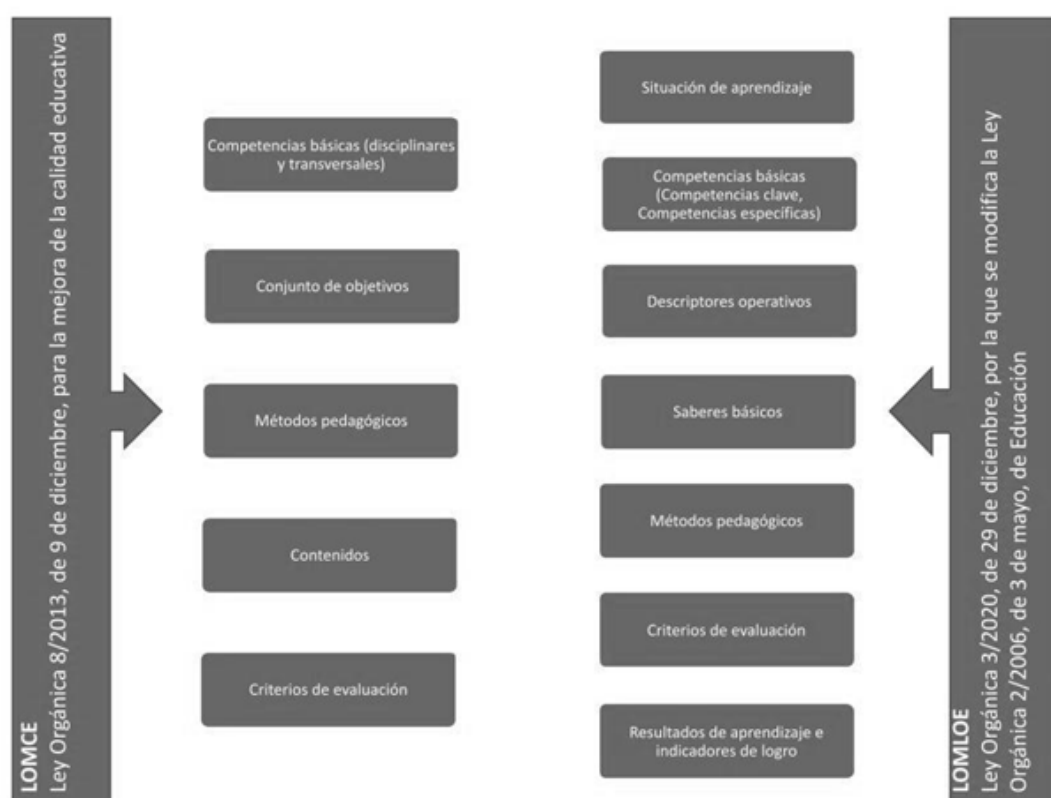 LOMCE
Ley Orgánica 8/2013, de 9 de diciembre, para la mejora de la calidad educativa
Competencias básicas (disciplinares
y transversales)
Conjunto de objetivos
Métodos pedagógicos
Contenidos
Criterios de evaluación
Situación de aprendizaje
Competencias básicas
(Competencias clave,
Competencias específicas)
Descriptores operativos
Saberes básicos
Métodos pedagógicos
Criterios de evaluación
Resultados de aprendizaje e
indicadores de logro
LOMLOE
Ley Orgánica 3/2020, de 29 de diciembre, por la que se modifica la Ley
Orgánica 2/2006, de 3 de mayo, de Educación